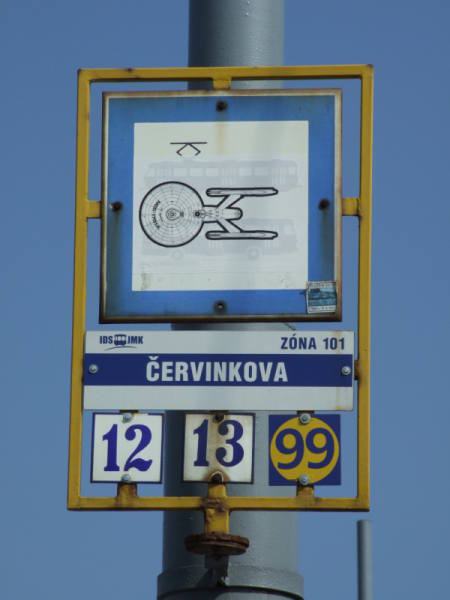 IDS JMK ZÓNA 101
ČERVINKOVA
12 13 99